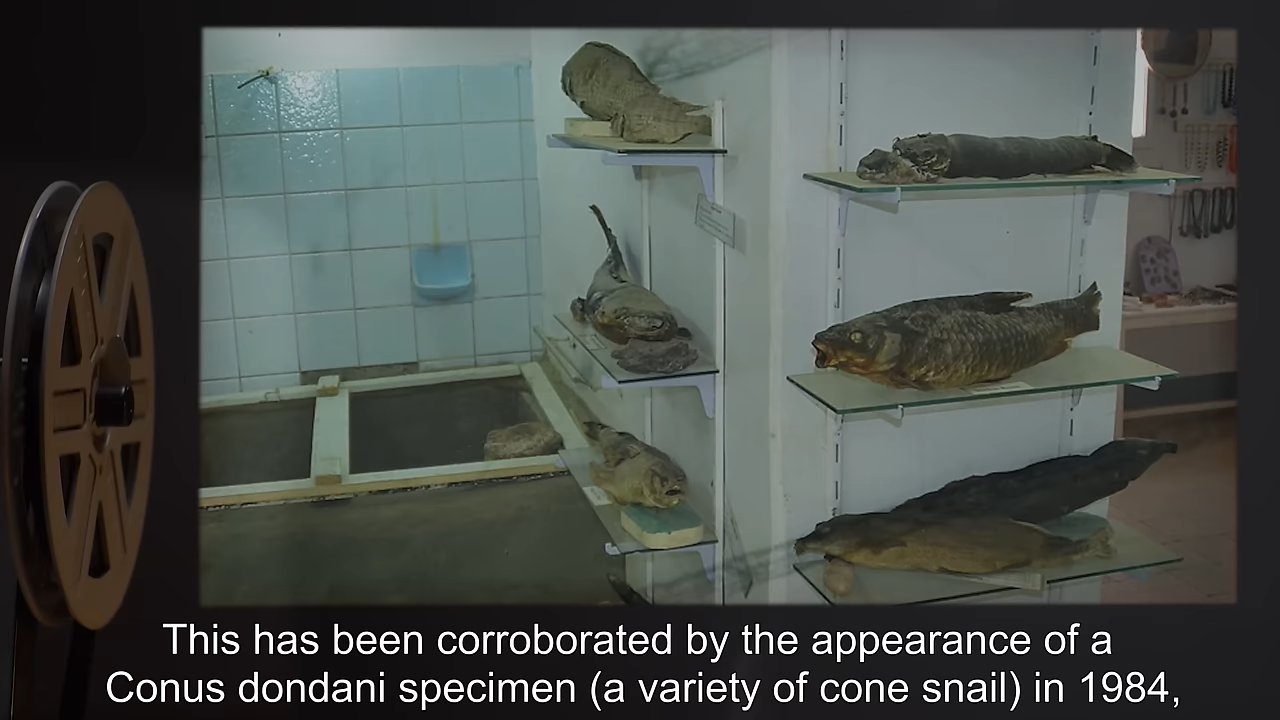 This has been corroborated by the appearance of a
Conus dondani specimen (a variety of cone snail) in 1984,